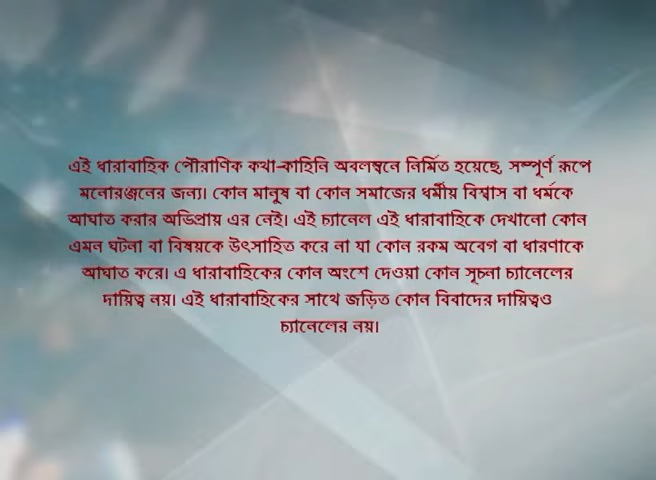 এই ধারাবাহিক পৌরাণিক কথা-কাহিনি অবলম্বনে নির্মিত হয়েছে, সম্পূর্ণ রূপে
মনোরঞ্জনের জন্য। কোন মানুষ বা কোন সমাজের ধর্মীয় বিশ্বাস বা ধর্মকে
আঘাত করার অভিপ্রায় এর নেই। এই চ্যানেল এই ধারাবাহিকে দেখানো কোন
এমন ঘটনা বা বিষয়কে উৎসাহিত করে না যা কোন রকম অবেগ বা ধারণাকে
আঘাত করে। এ ধারাবাহিকের কোন অংশে দেওয়া কোন সূচনা চ্যানেলের
দায়িত্ব নয়। এই ধারাবাহিকের সাথে জড়িত কোন বিবাদের দায়িত্বও
চ্যানেলের নয়।